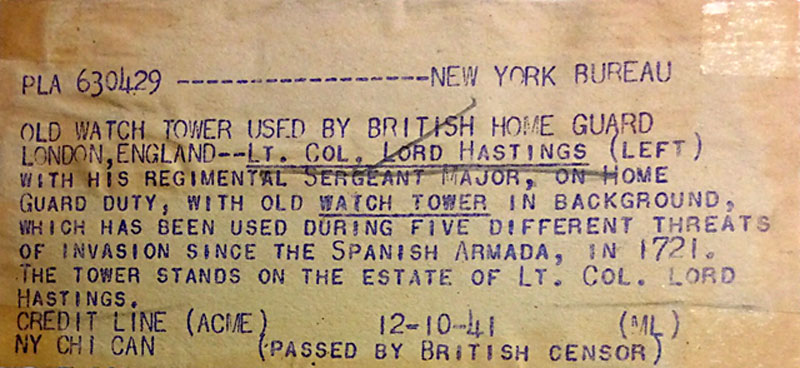 PLA 630429 ------------------NEW YORK BUREAU
OLD WATCH TOWER USED BY BRITISH HOME GUARD
LONDON, ENGLAND--LT. COL. LORD HASTINGS (LEFT)
WITH HIS REGIMENTAL SERGEANT MAJOR, ON HOME
GUARD DUTY, WITH OLD WATCH TOWER IN BACKGROUND,
WHICH HAS BEEN USED DURING FIVE DIFFERENT THREATS
OF INVASION SINCE THE SPANISH ARMADA, IN 1721.
THE TOWER STANDS ON THE ESTATE OF LT. COL. LORD
HASTINGS.
CREDIT LINE (ACME) 12-10-41 (ML)
NY CHI CAN (PASSED BY BRITISH CENSOR)